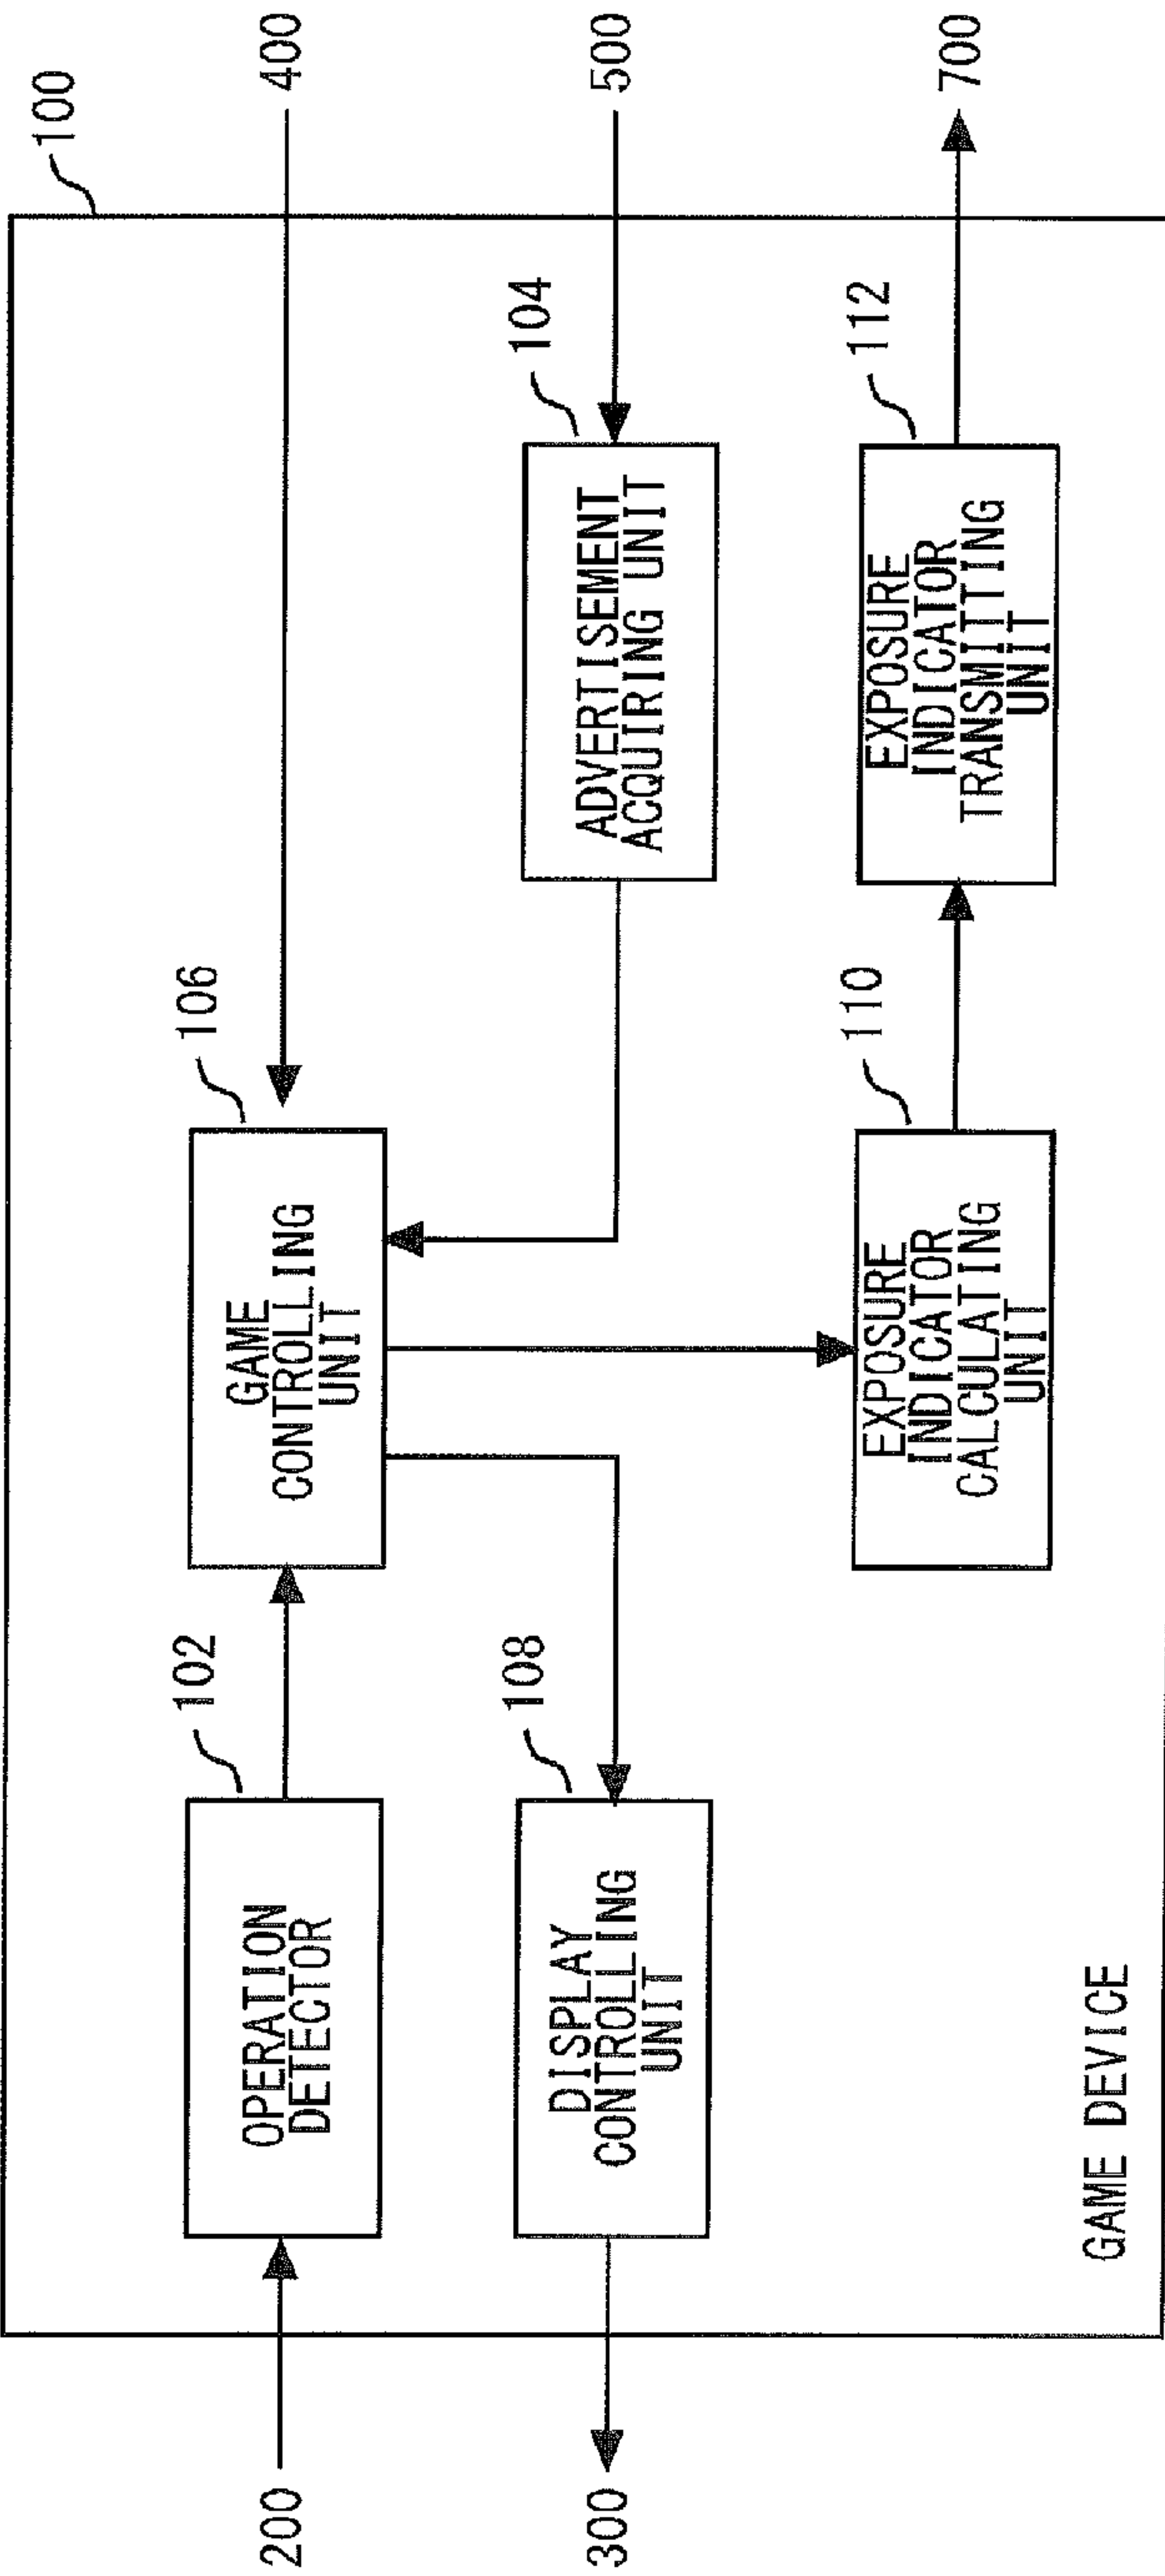 100
200
OPERATION
DETECTOR
102
GAME
CONTROLLING
UNIT
106
400
300
DISPLAY
CONTROLLING
UNIT
108
ADVERTISEMENT
ACQUIRING UNIT
104
500
EXPOSURE
INDICATOR
CALCULATING
UNIT
110
EXPOSURE
INDICATOR
TRANSMITTING
UNIT
112
700
GAME DEVICE